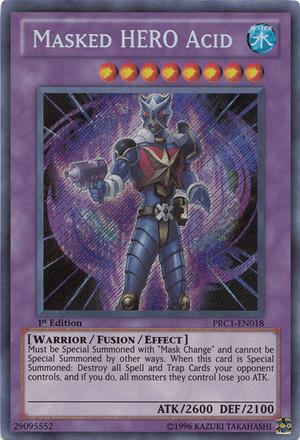 MASKED HERO ACID
WATER
水
1st Edition
PRC1-EN018
[WARRIOR / FUSION / EFFECT]
Must be Special Summoned with "Mask Change" and cannot be
Special Summoned by other ways. When this card is Special
Summoned: Destroy all Spell and Trap Cards your opponent
controls, and if you do, all monsters they control lose 300 ATK.
ATK/2600 DEF/2100
29095552
©1996 KAZUKI TAKAHASHI